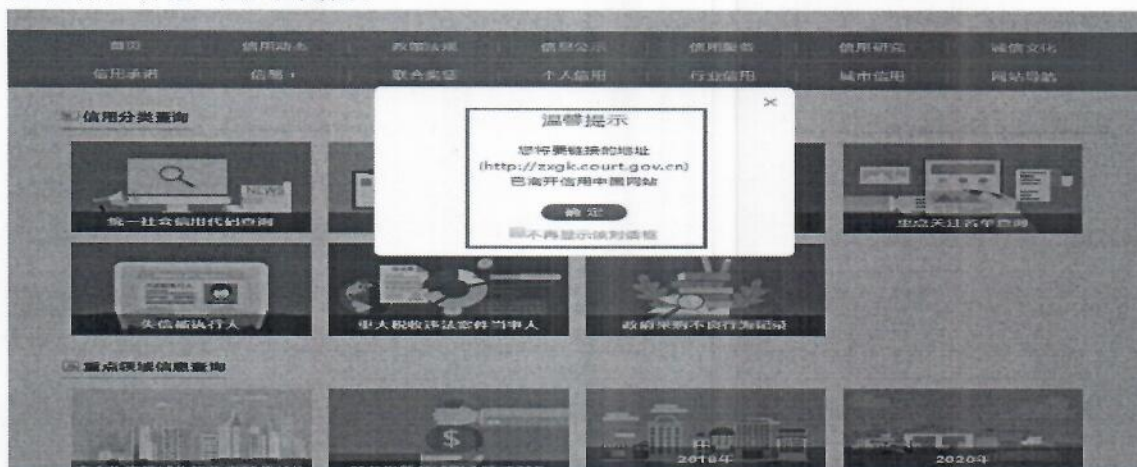 首页 信用动态 政策法规 信息公示 信用服务 信用研究 诚信文化
信用承诺 信易+ 联合奖惩 个人信用 行业信用 城市信用 网站导航
信用分类查询
×
温馨提示
您将要链接的地址
(http://zxgk.court.gov.cn)
已离开信用中国网站
确定
不再显示该对话框
NEWS
统一社会信用代码查询
重点关注名单查询
失信被执行人
重大税收违法案件当事人
政府采购不良行为记录
重点领域信息查询
2018年
2020年